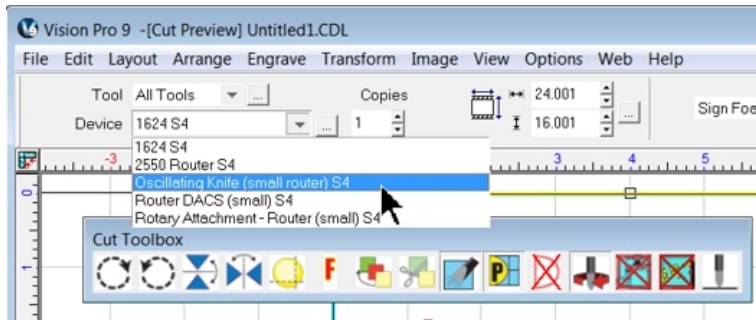 Vision Pro 9 -[Cut Preview] Untitled1.CDL
File Edit Layout Arrange Engrave Transform Image View Options Web Help
Tool All Tools ... Copies 24.001
Device 1624 S4 ... 1 16.001 ... Sign Foa
1624 S4
2550 Router S4
Oscillating Knife (small router) S4
Router DACS (small) S4
Rotary Attachment - Router (small) S4
-3 3 4 5
0
1
Cut Toolbox
F P